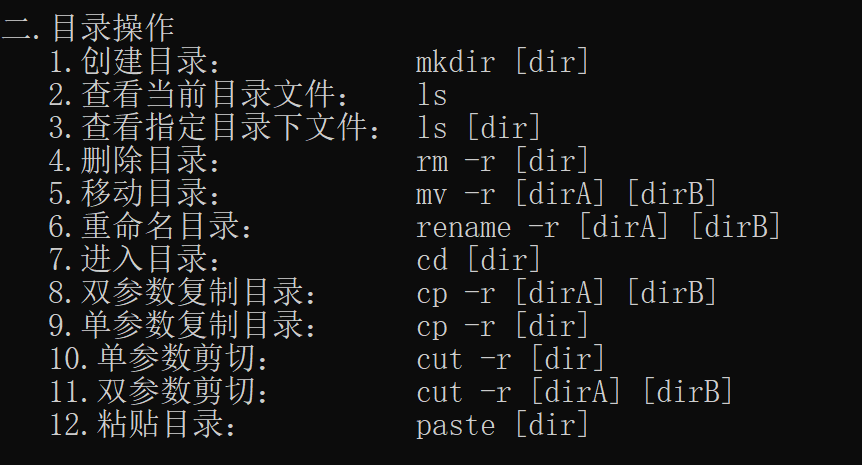 二.目录操作
1.创建目录: mkdir [dir]
2.查看当前目录文件: ls
3.查看指定目录下文件: ls [dir]
4.删除目录: rm -r [dir]
5.移动目录: mv -r [dirA] [dirB]
6.重命名目录: rename -r [dirA] [dirB]
7.进入目录: cd [dir]
8.双参数复制目录: cp -r [dirA] [dirB]
9.单参数复制目录: cp -r [dir]
10.单参数剪切: cut -r [dir]
11.双参数剪切: cut -r [dirA] [dirB]
12.粘贴目录: paste [dir]